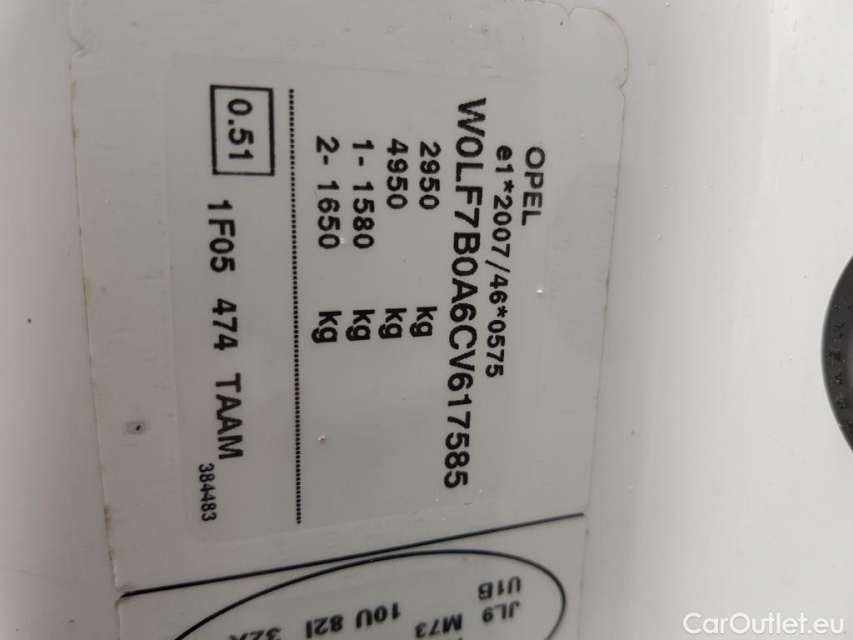 OPEL
e1*2007/46*0575
W0LF7B0A6CV617585
2950 kg
4950 kg
1- 1580 kg
2- 1650 kg
0.51 1F05 474 TAAM
384483
U1B
JL9
M73
10U 82I
CarOutlet.eu